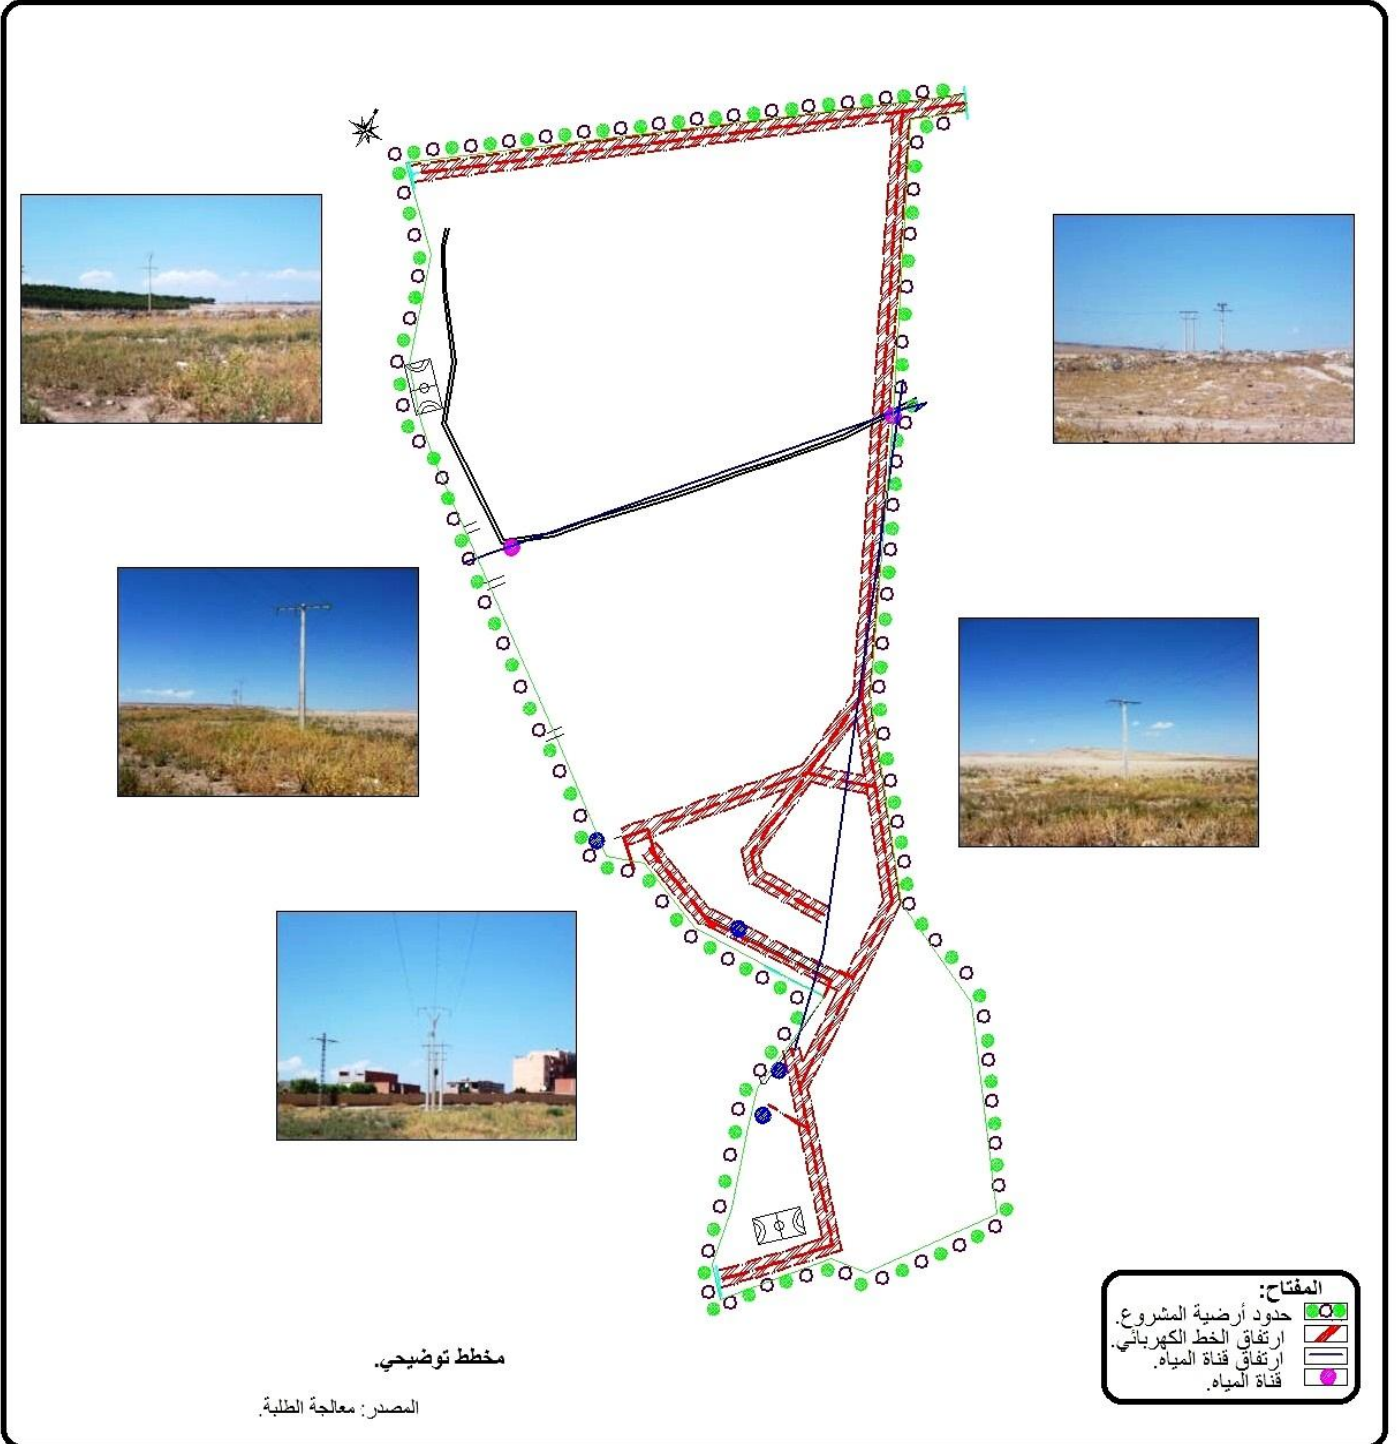 المفتاح:
حدود أرضية المشروع.
ارتفاق الخط الكهربائي.
ارتفاق قناة المياه.
قناة المياه.
مخطط توضيحي.
المصدر: معالجة الطلبة.